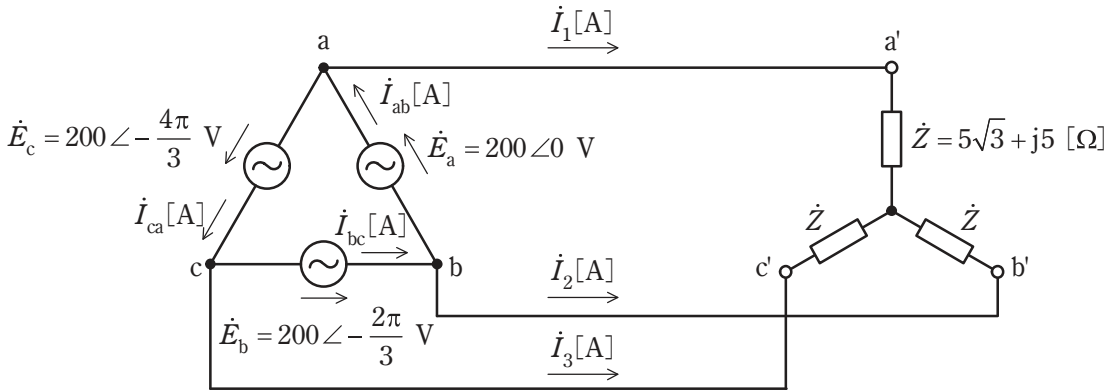 İ₁[A]
a
a'
İab[A]
Ėc = 200∠−4π/3 V
Ėa = 200∠0 V
Ż = 5√3 + j5 [Ω]
İca[A]
İbc[A]
Ż
Ż
c
b
c'
b'
İ₂[A]
Ėb = 200∠−2π/3 V
İ₃[A]